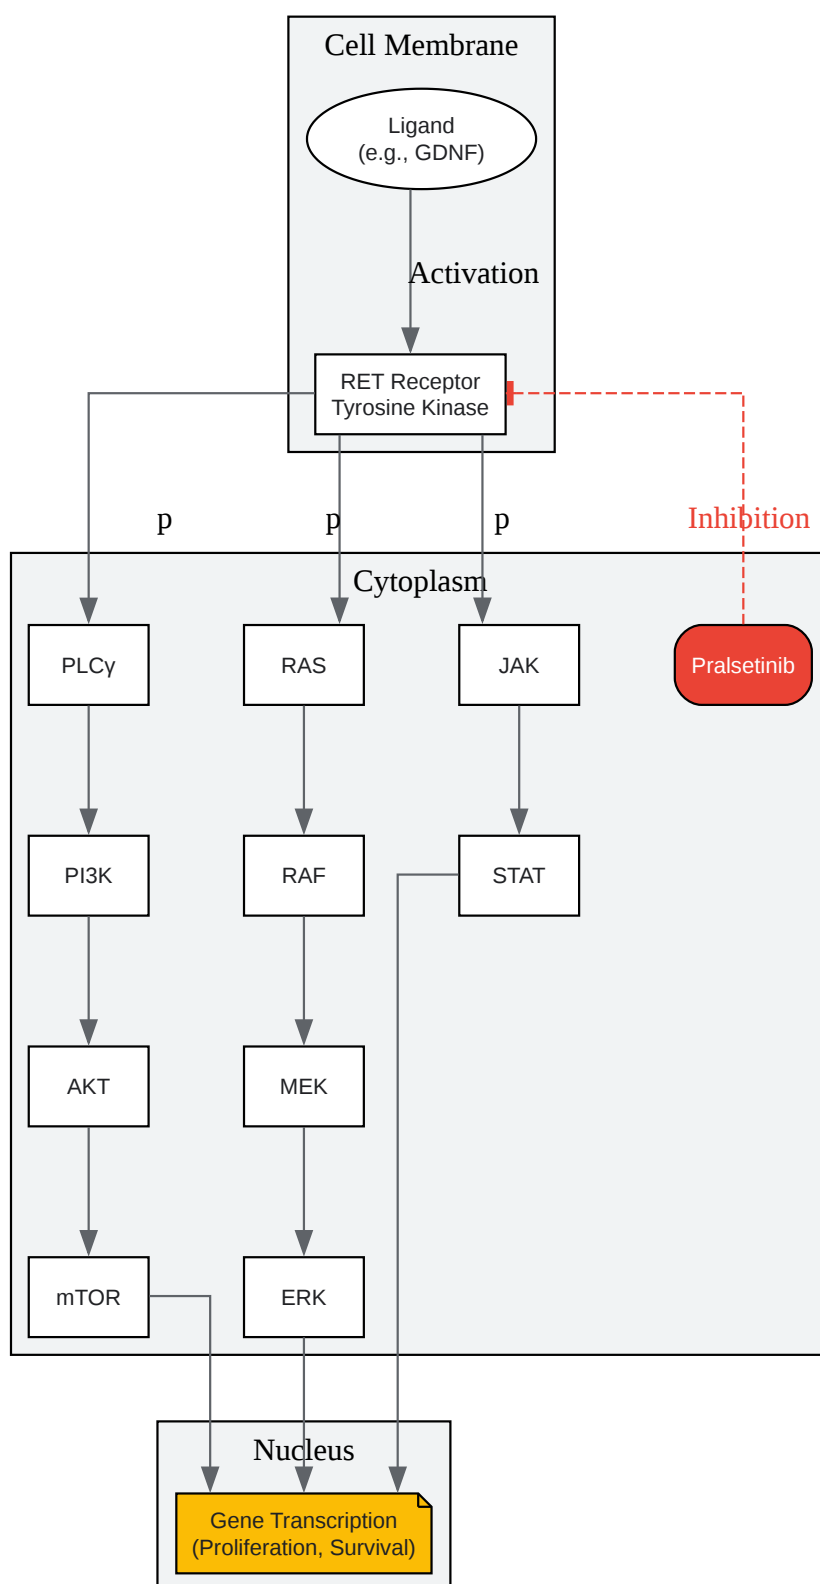 Cell Membrane
Ligand
(e.g., GDNF)
Activation
RET Receptor
Tyrosine Kinase
p
p
p
Inhibition
Cytoplasm
PLCγ
RAS
JAK
Pralsetinib
PI3K
RAF
STAT
AKT
MEK
mTOR
ERK
Nucleus
Gene Transcription
(Proliferation, Survival)